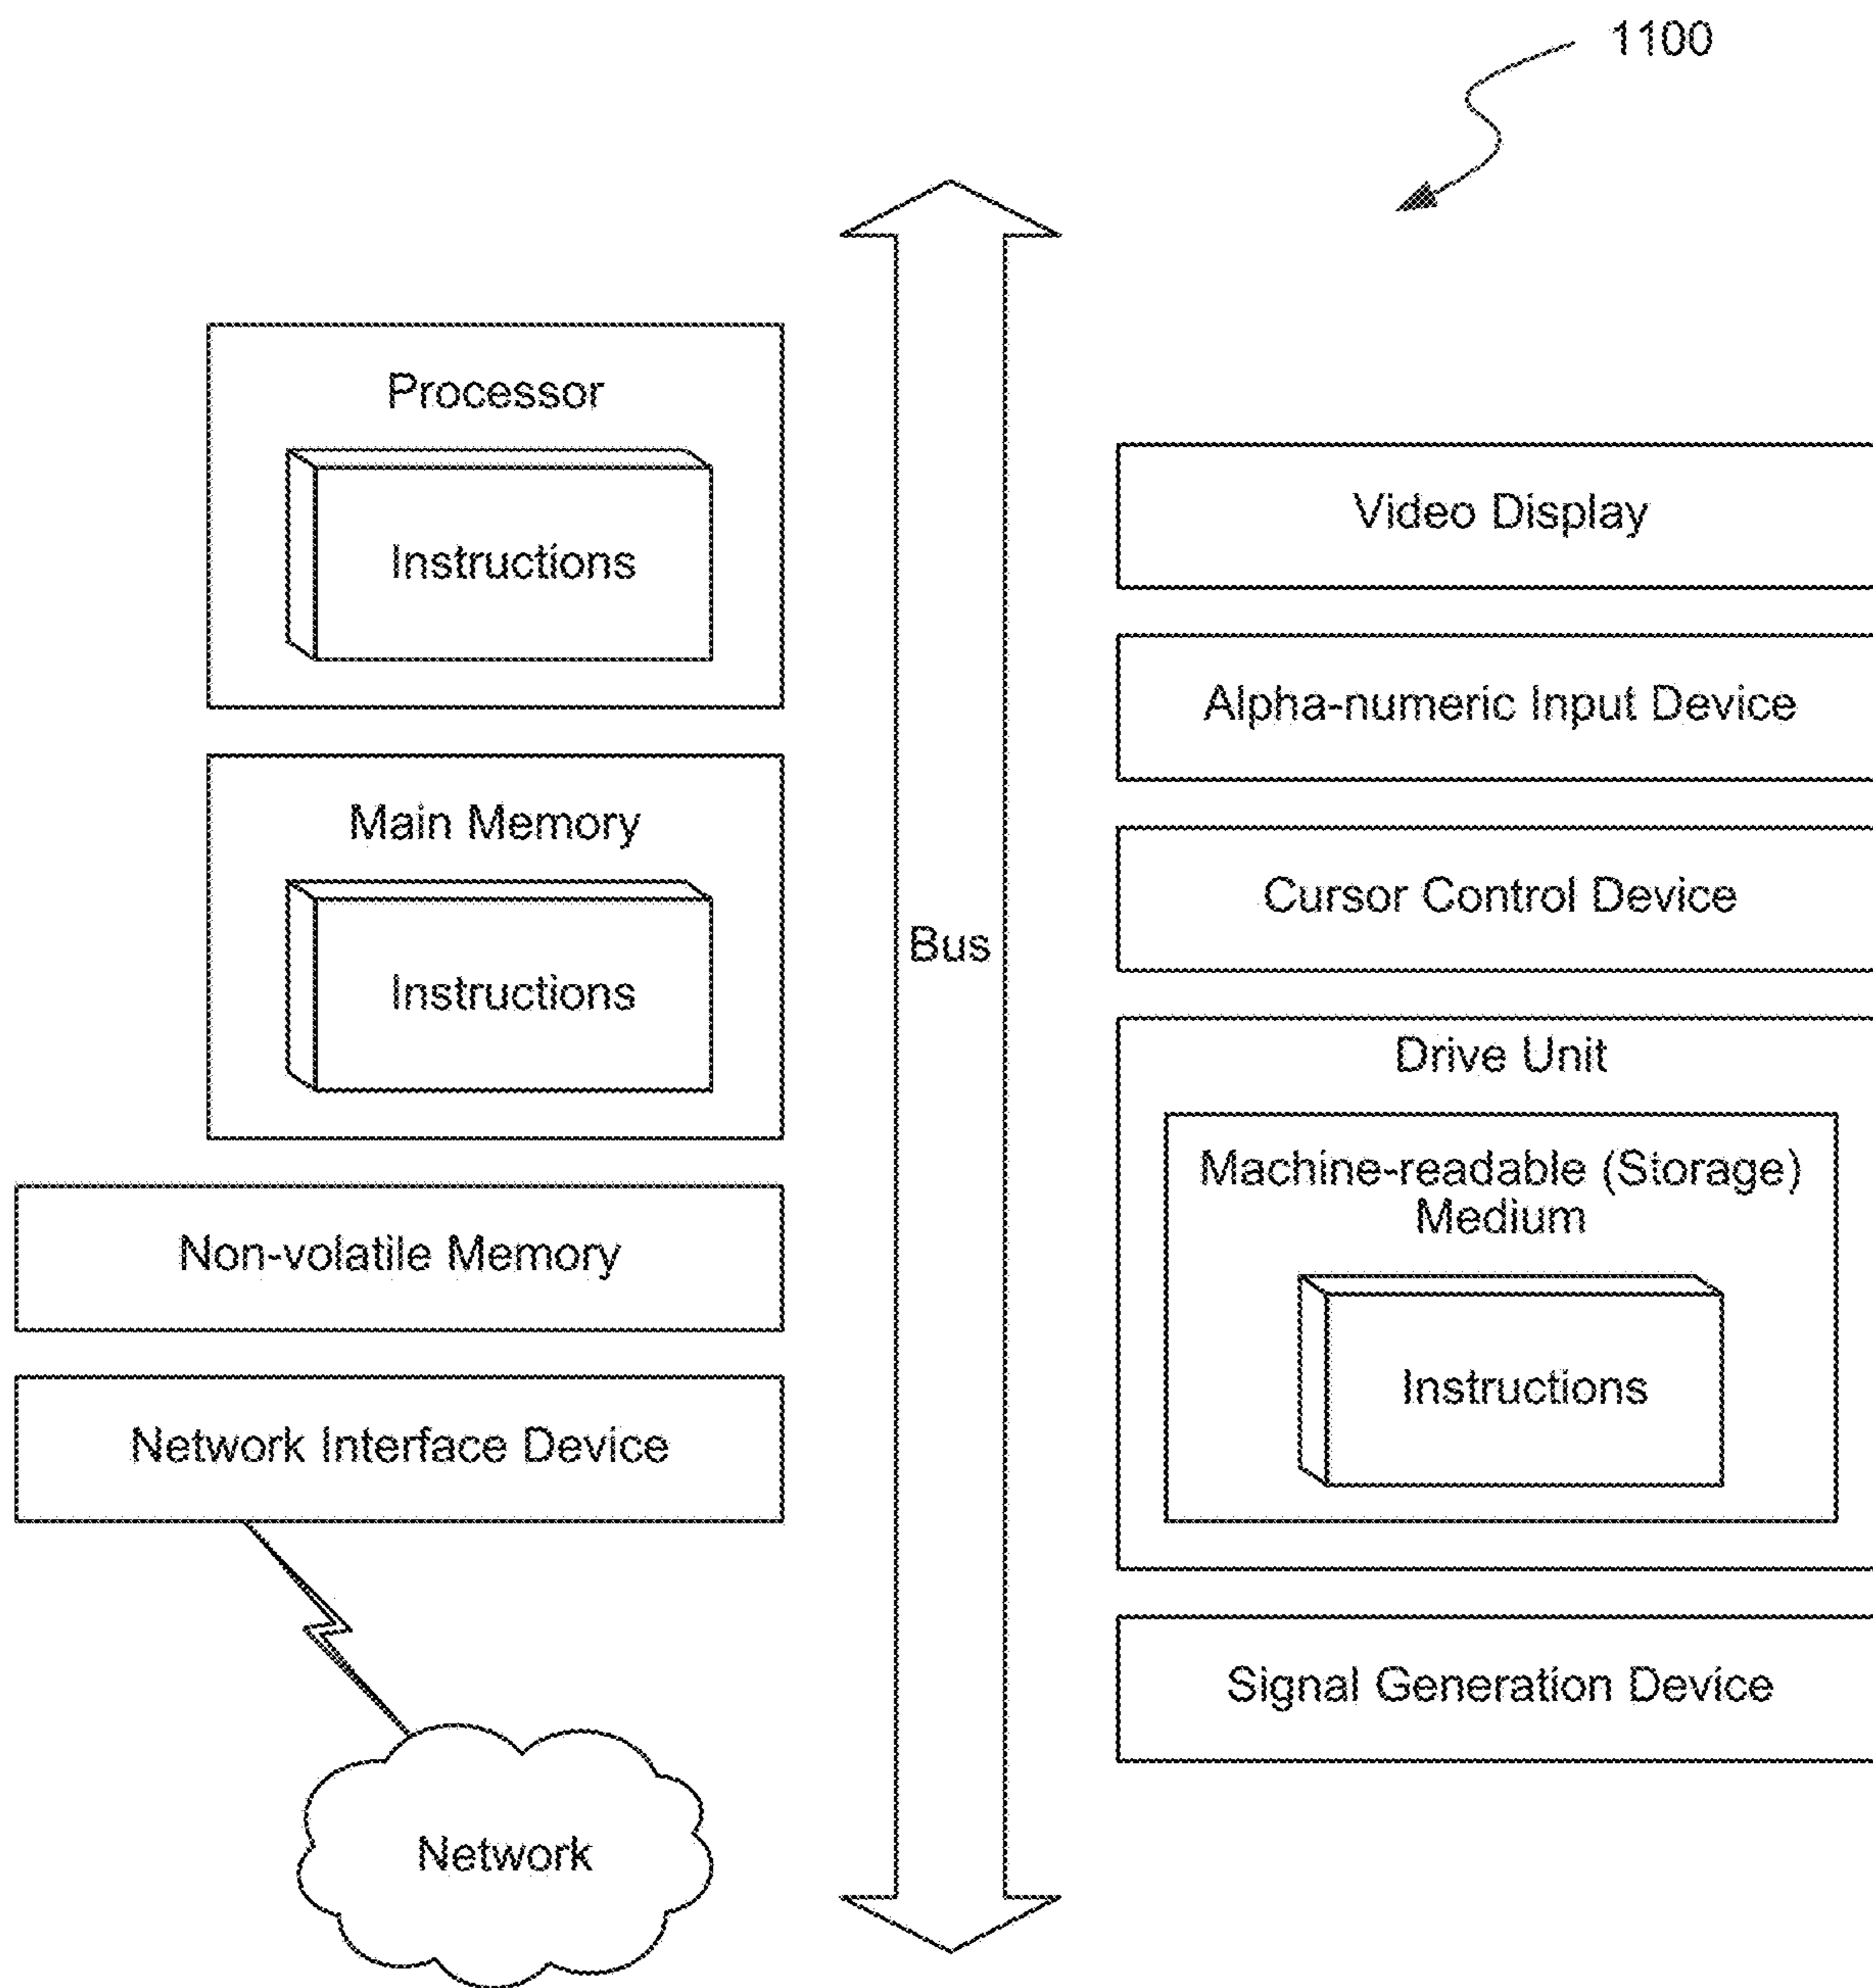 1100
Processor
Instructions
Main Memory
Instructions
Non-volatile Memory
Network Interface Device
Network
Bus
Video Display
Alpha-numeric Input Device
Cursor Control Device
Drive Unit
Machine-readable (Storage)
Medium
Instructions
Signal Generation Device